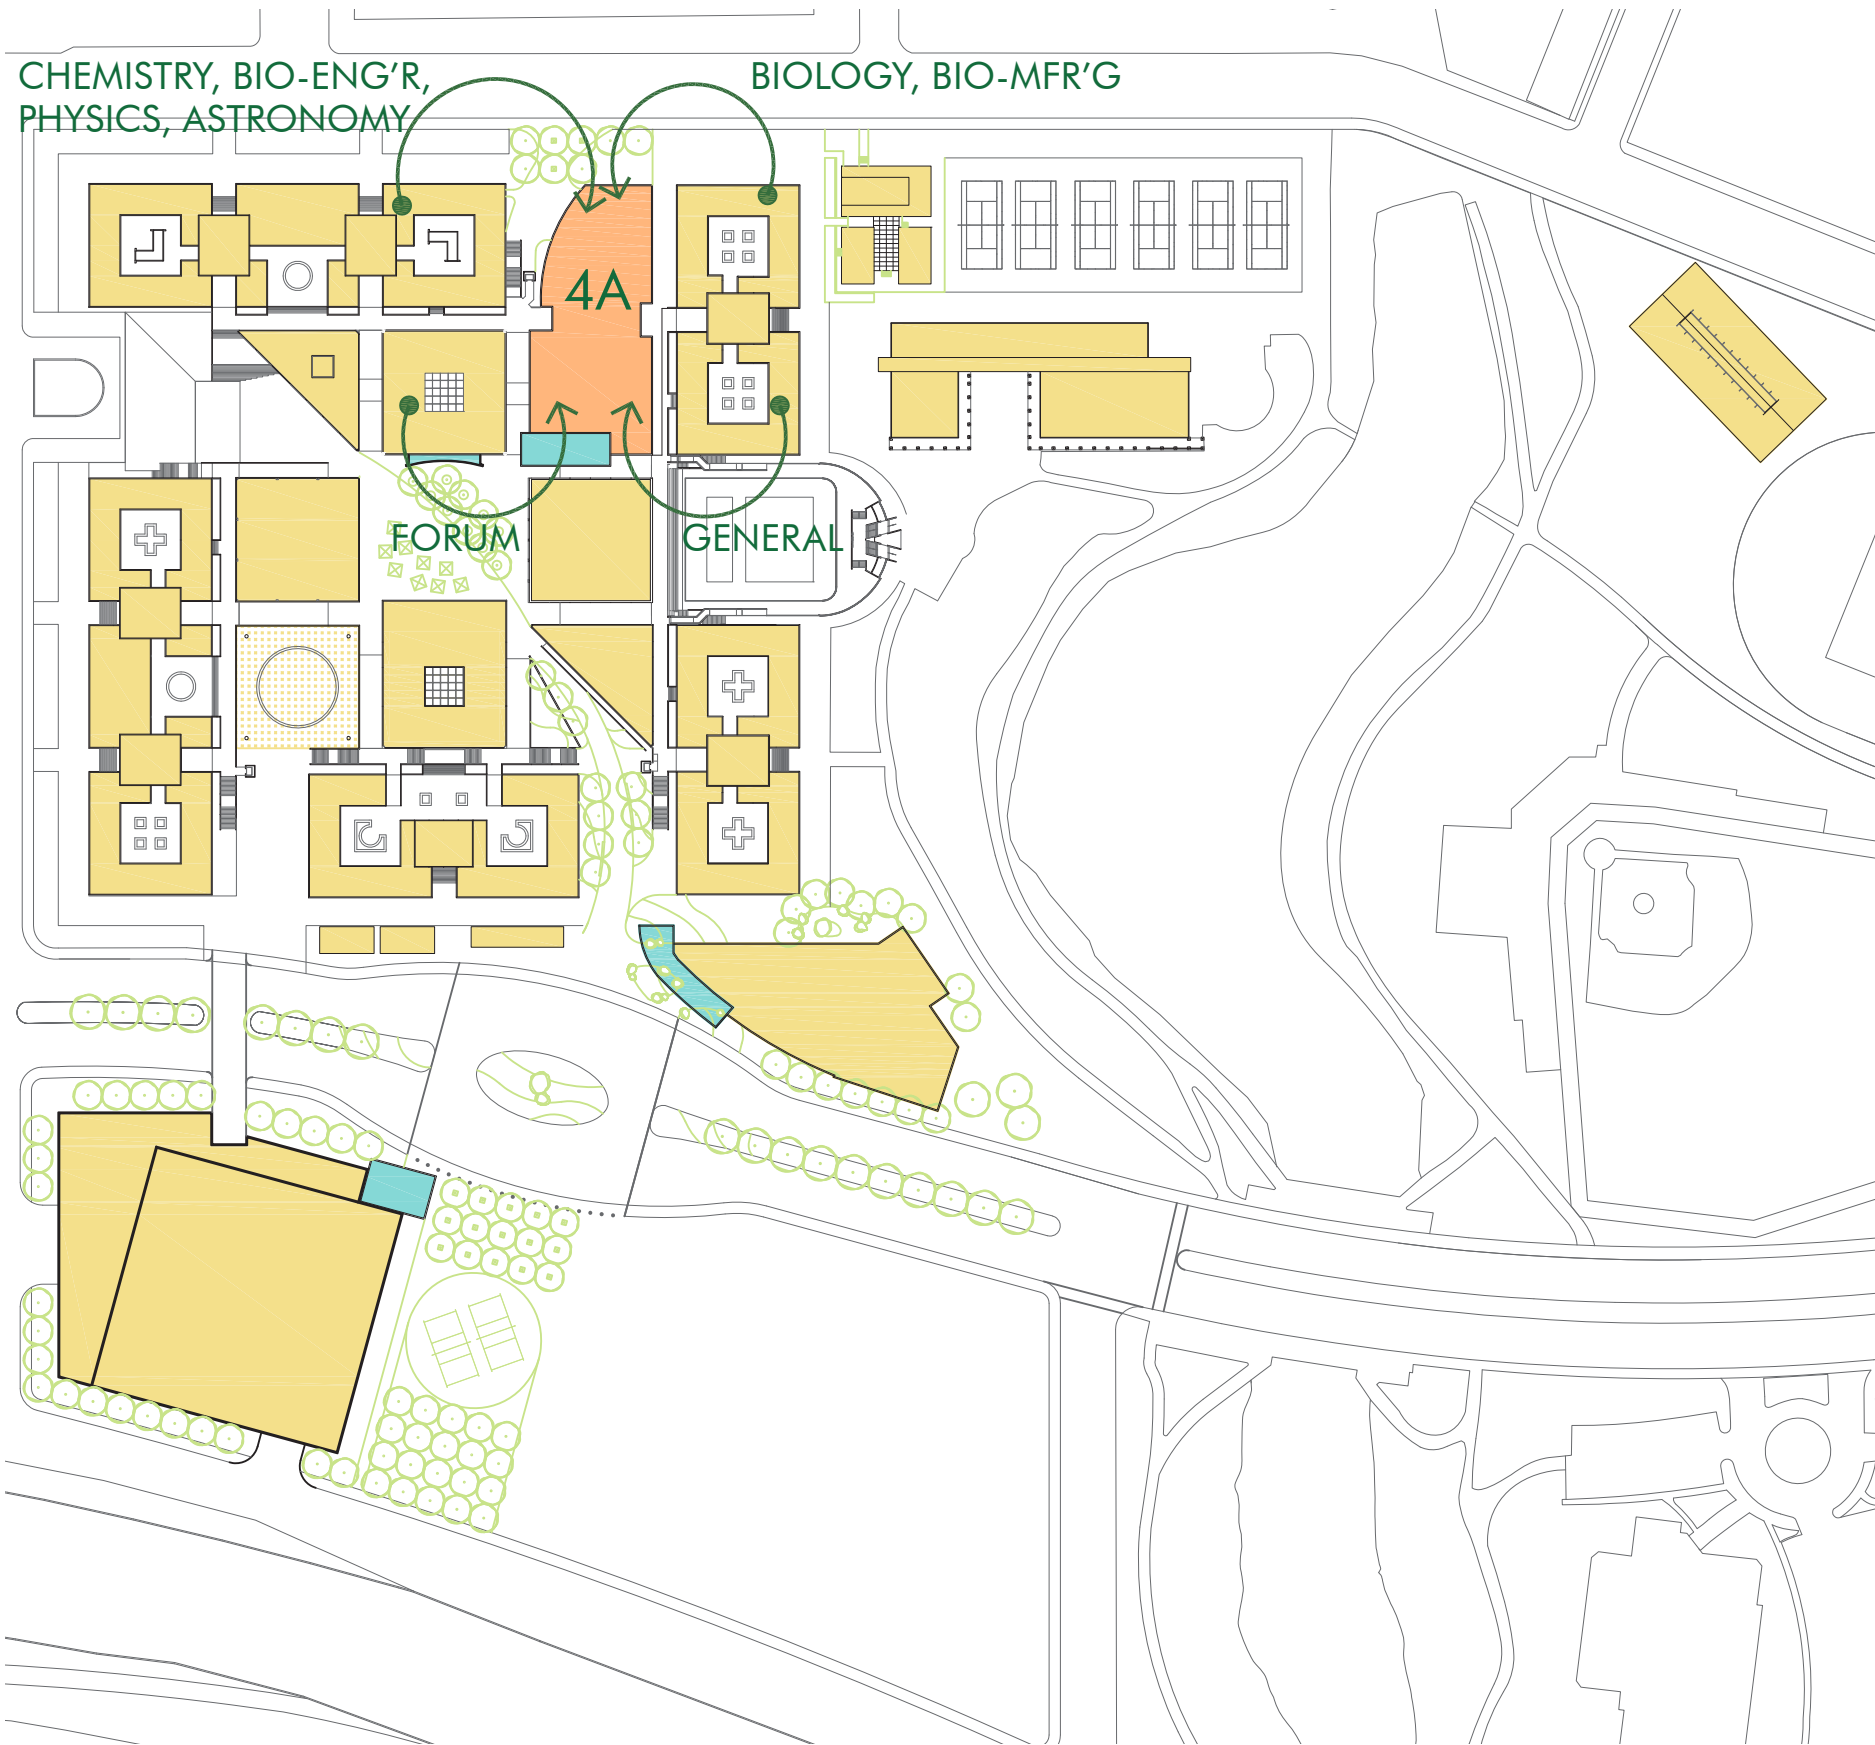 CHEMISTRY, BIO-ENG'R,
PHYSICS, ASTRONOMY
BIOLOGY, BIO-MFR'G
4A
FORUM
GENERAL